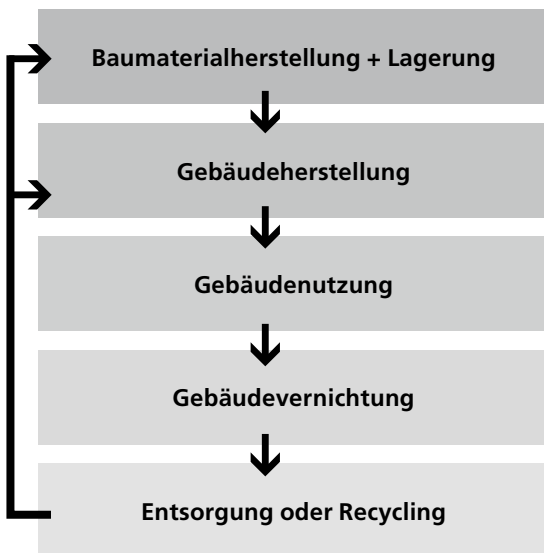 Baumaterialherstellung + Lagerung
Gebäudeherstellung
Gebäudenutzung
Gebäudevernichtung
Entsorgung oder Recycling